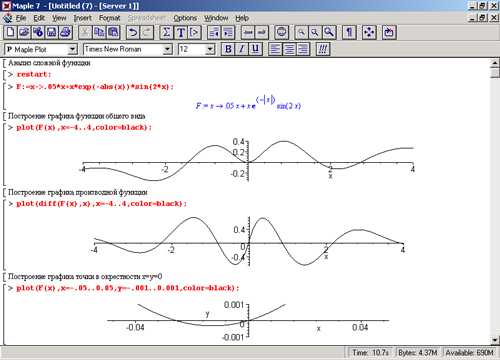 Maple 7 - [Untitled (7) - [Server 1]]
File Edit View Insert Format Spreadsheet Options Window Help
P Maple Plot Times New Roman 12 B I U
Анализ сложной функции
> restart;
> F:=x->.05*x+x*exp(-abs(x))*sin(2*x);
F := x → .05 x + x e^(-|x|) sin(2 x)
Построение графика функции общего вида
> plot(F(x),x=-4..4,color=black);
0.4
0.2
-4 -2 0 2 4
-0.2
x
Построение графика производной функции
> plot(diff(F(x),x),x=-4..4,color=black);
0.4
-4 -2 0 2 4
0.4
x
Построение графика точки в окрестности x=y=0
> plot(F(x),x=-.05..0.05,y=-.001..0.001,color=black);
0.001
y
-0.04 0 0.04
x
-0.001
Time: 10.7s Bytes: 4.37M Available: 690M